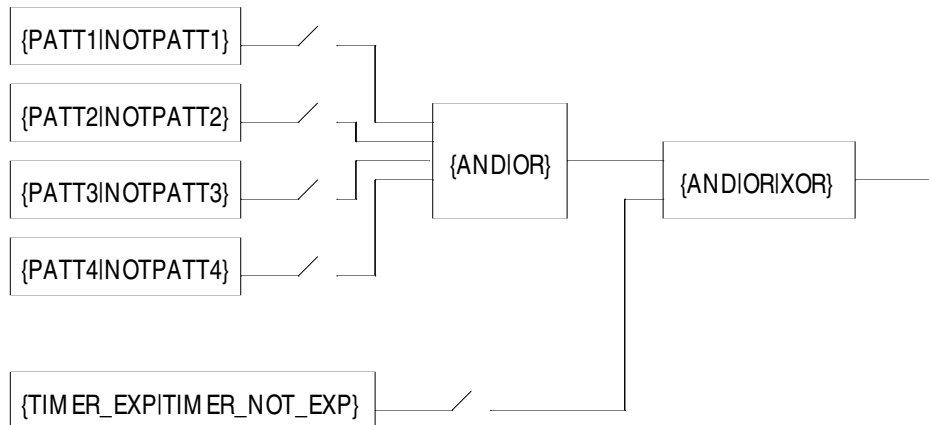 {PATT1|NOTPATT1}
{PATT2|NOTPATT2}
{PATT3|NOTPATT3}
{PATT4|NOTPATT4}
{AND|OR}
{AND|OR|XOR}
{TIMER_EXP|TIMER_NOT_EXP}